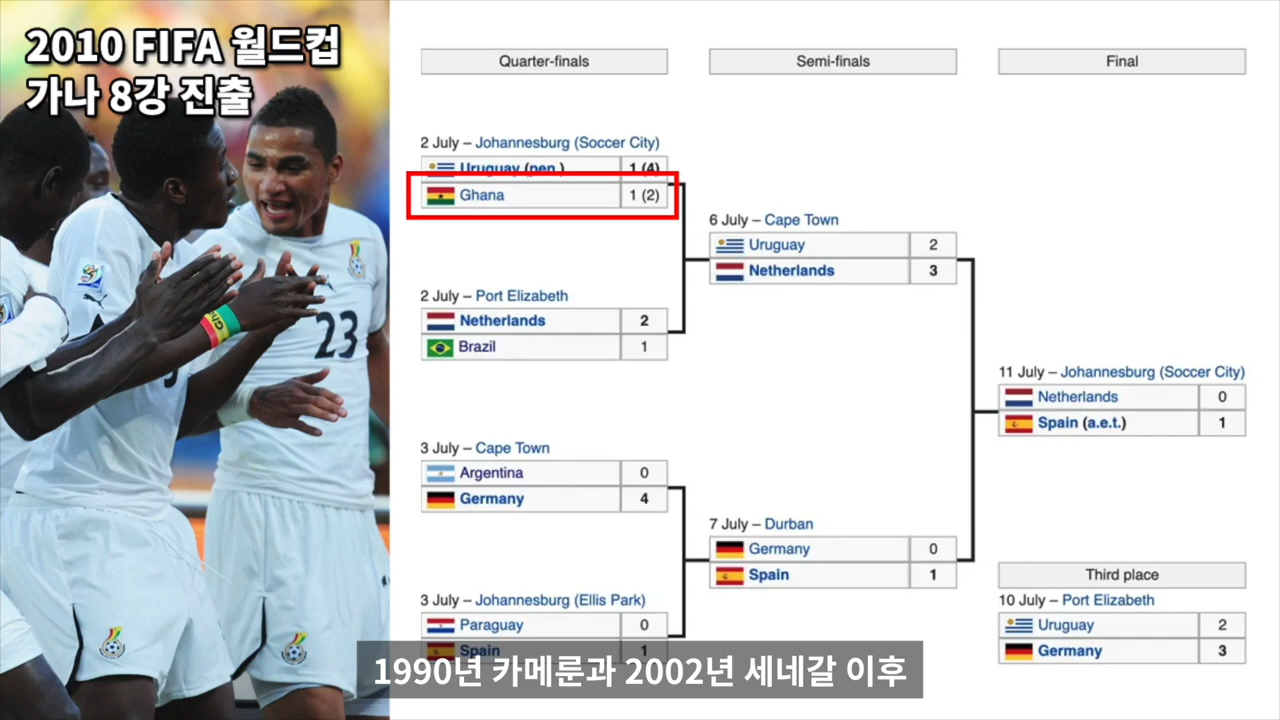 2010 FIFA 월드컵
가나 8강 진출
23
Quarter-finals
Semi-finals
Final
2 July – Johannesburg (Soccer City)
Uruguay (pen.) 1 (4)
Ghana 1 (2)
6 July – Cape Town
Uruguay 2
Netherlands 3
2 July – Port Elizabeth
Netherlands 2
Brazil 1
11 July – Johannesburg (Soccer City)
Netherlands 0
Spain (a.e.t.) 1
3 July – Cape Town
Argentina 0
Germany 4
7 July – Durban
Germany 0
Spain 1
Third place
3 July – Johannesburg (Ellis Park)
10 July – Port Elizabeth
Paraguay 0
Uruguay 2
Spain 1
Germany 3
1990년 카메룬과 2002년 세네갈 이후